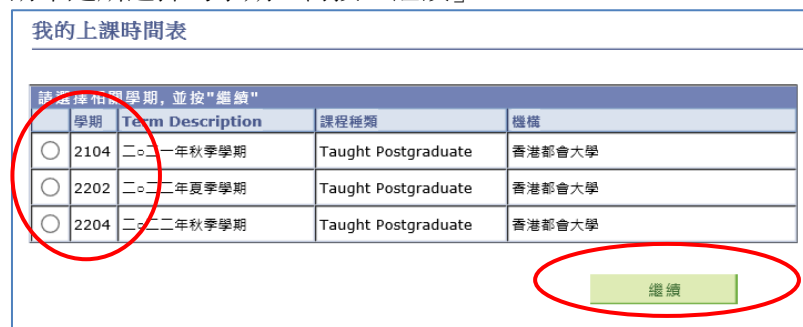 我的上課時間表
請選擇相關學期, 並按"繼續"
學期 Term Description 課程種類 機構
2104 二○二一年秋季學期 Taught Postgraduate 香港都會大學
2202 二○二二年夏季學期 Taught Postgraduate 香港都會大學
2204 二○二二年秋季學期 Taught Postgraduate 香港都會大學
繼續